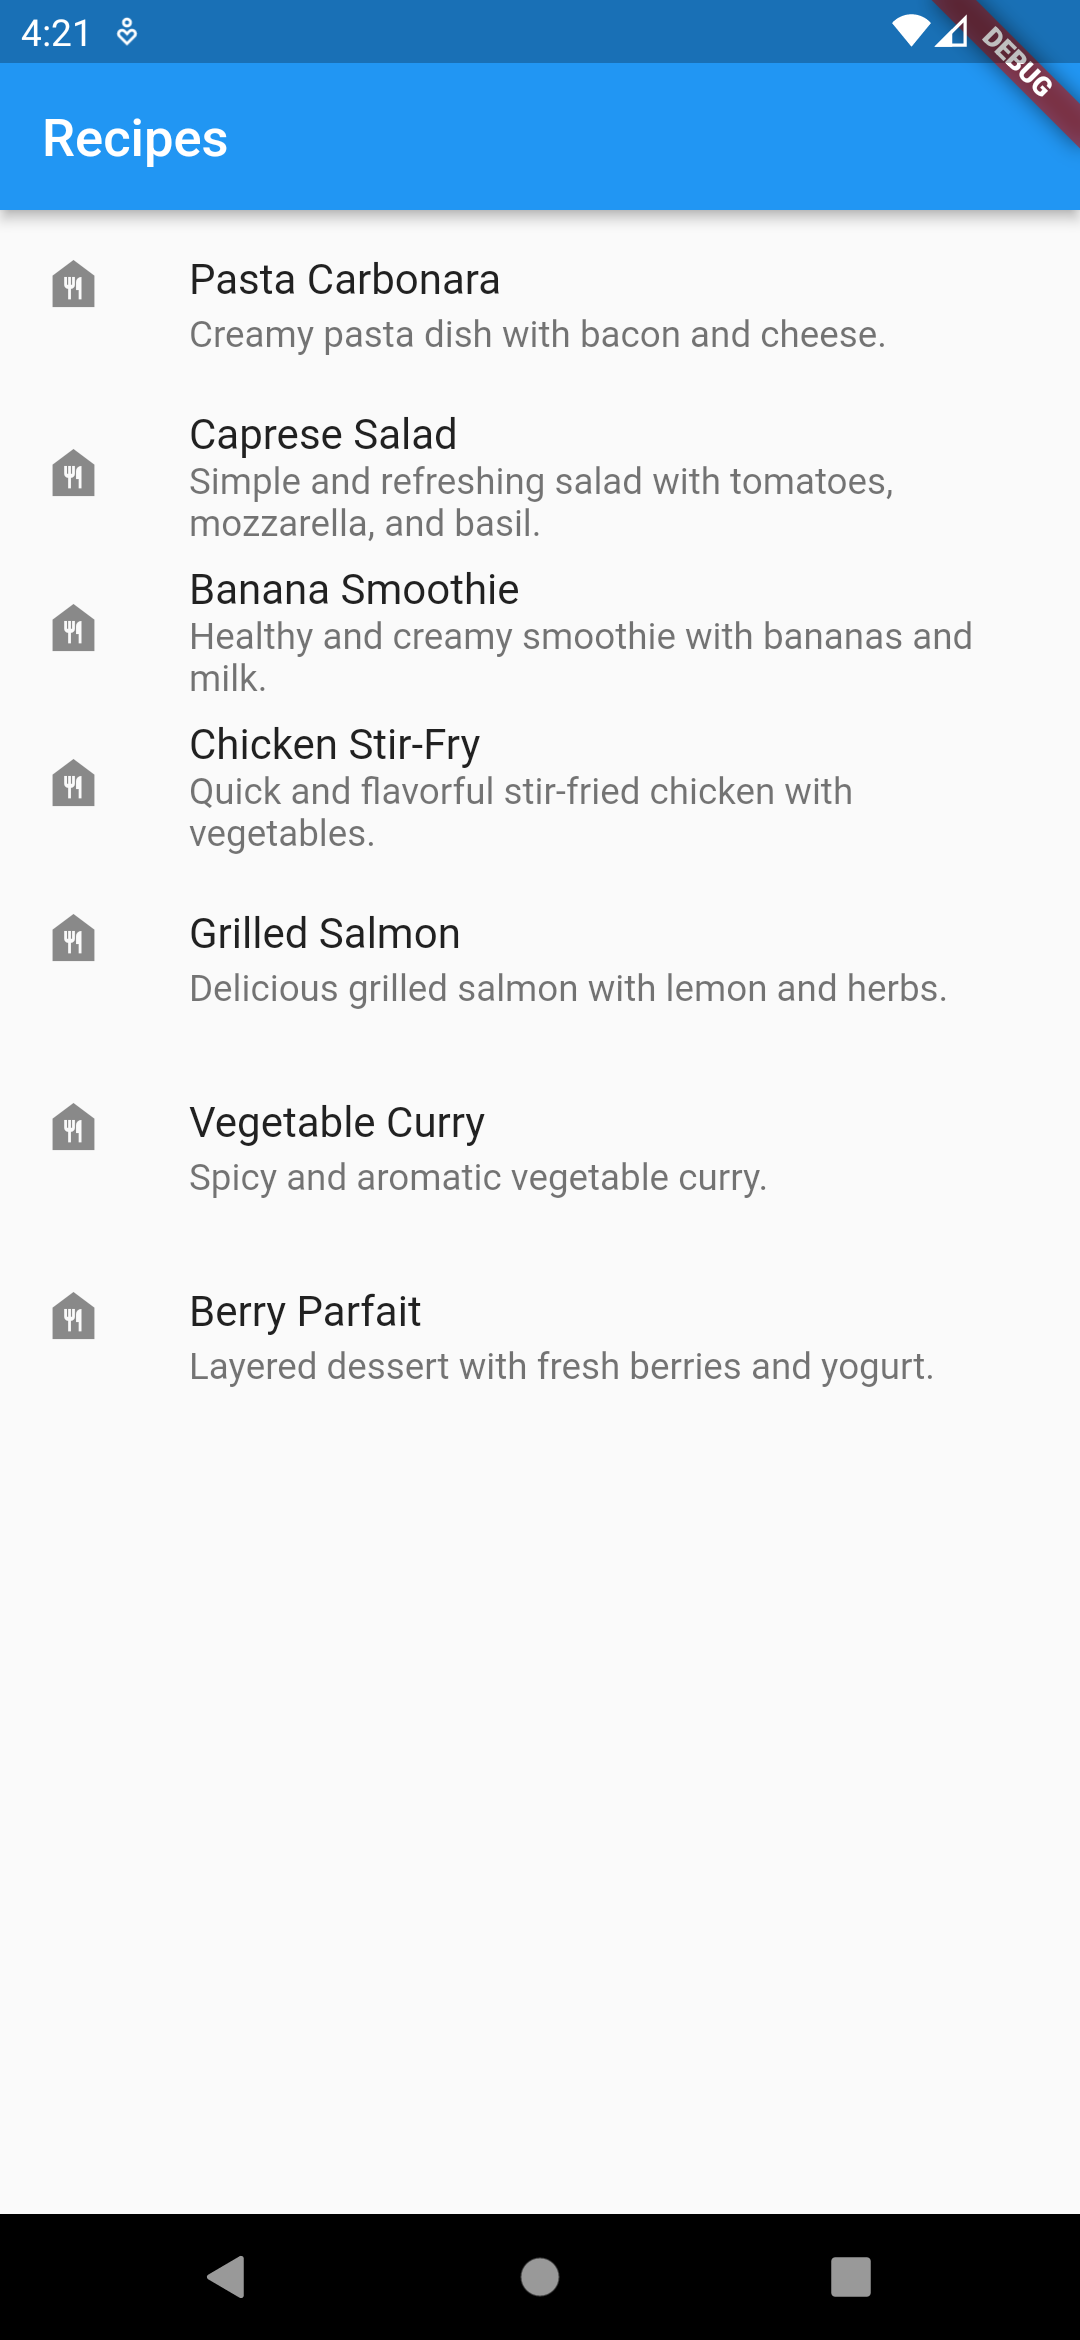 4:21
DEBUG
Recipes
Pasta Carbonara
Creamy pasta dish with bacon and cheese.
Caprese Salad
Simple and refreshing salad with tomatoes,
mozzarella, and basil.
Banana Smoothie
Healthy and creamy smoothie with bananas and
milk.
Chicken Stir-Fry
Quick and flavorful stir-fried chicken with
vegetables.
Grilled Salmon
Delicious grilled salmon with lemon and herbs.
Vegetable Curry
Spicy and aromatic vegetable curry.
Berry Parfait
Layered dessert with fresh berries and yogurt.